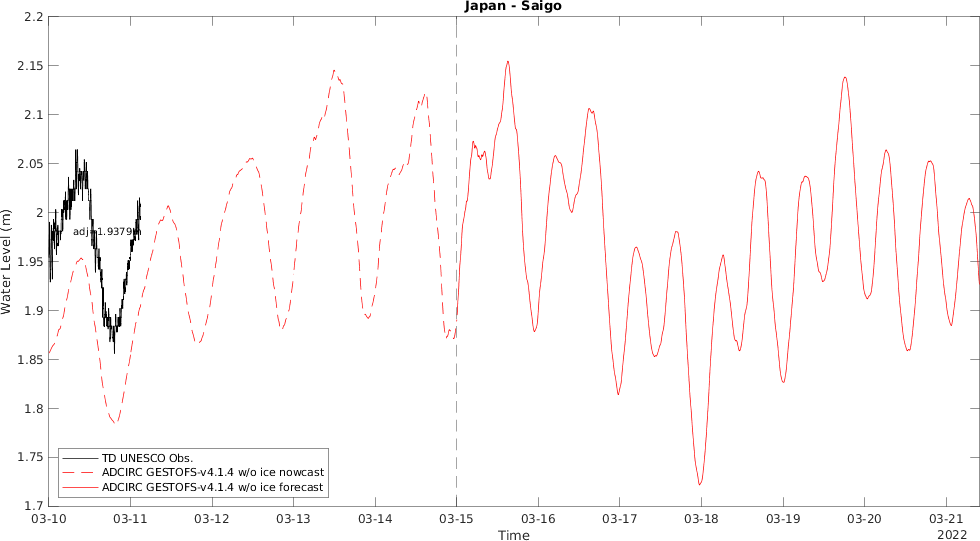 Japan - Saigo
2.2
2.15
2.1
2.05
2
1.95
1.9
1.85
1.8
1.75
1.7
Water Level (m)
adj=1.9379m
TD UNESCO Obs.
ADCIRC GESTOFS-v4.1.4 w/o ice nowcast
ADCIRC GESTOFS-v4.1.4 w/o ice forecast
03-10 03-11 03-12 03-13 03-14 03-15 03-16 03-17 03-18 03-19 03-20 03-21
Time
2022